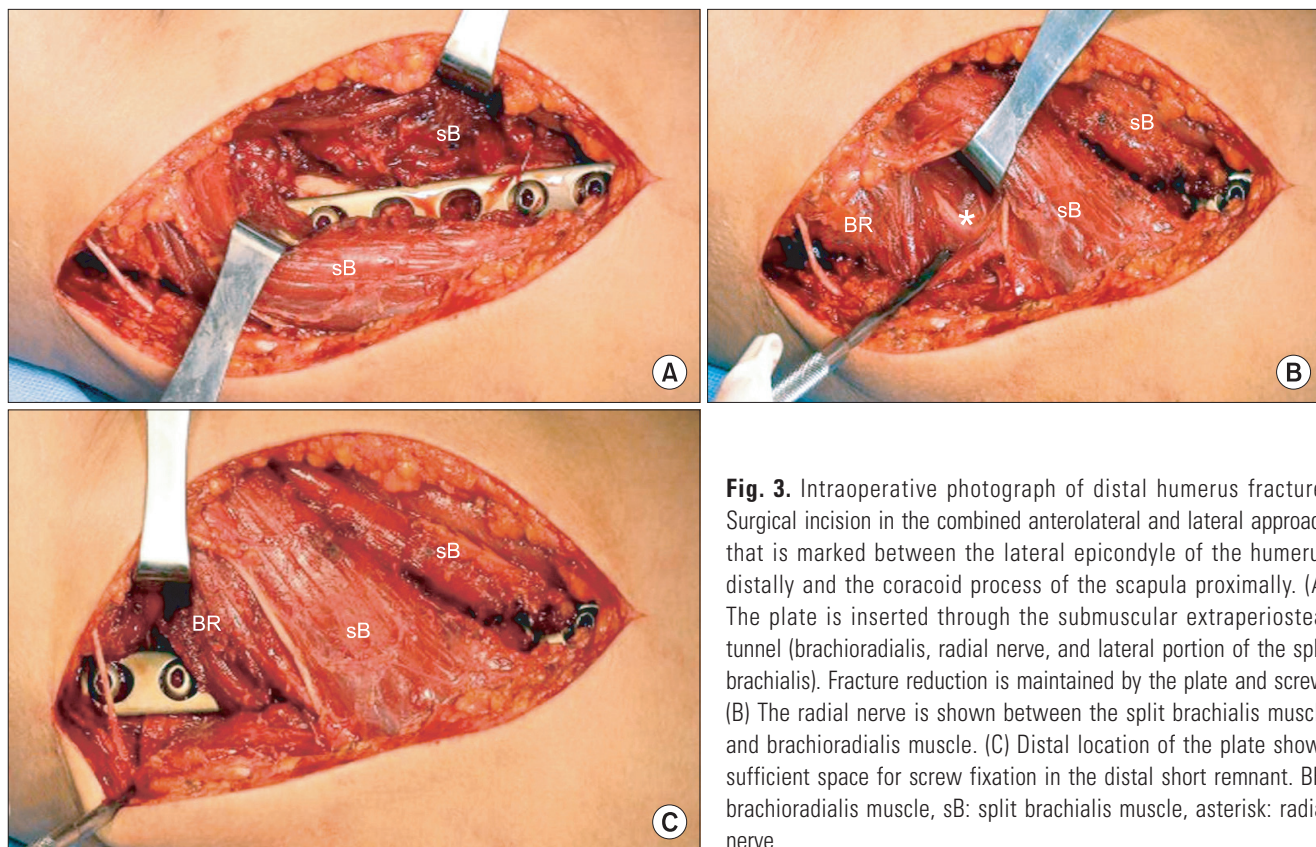 sB
sB
A
sB
sB
BR
*
B
sB
sB
BR
C
Fig. 3. Intraoperative photograph of distal humerus fracture
Surgical incision in the combined anterolateral and lateral approac
that is marked between the lateral epicondyle of the humeru
distally and the coracoid process of the scapula proximally. (A
The plate is inserted through the submuscular extraperiostea
tunnel (brachioradialis, radial nerve, and lateral portion of the spl
brachialis). Fracture reduction is maintained by the plate and screw
(B) The radial nerve is shown between the split brachialis muscl
and brachioradialis muscle. (C) Distal location of the plate show
sufficient space for screw fixation in the distal short remnant. B
brachioradialis muscle, sB: split brachialis muscle, asterisk: radia
nerve